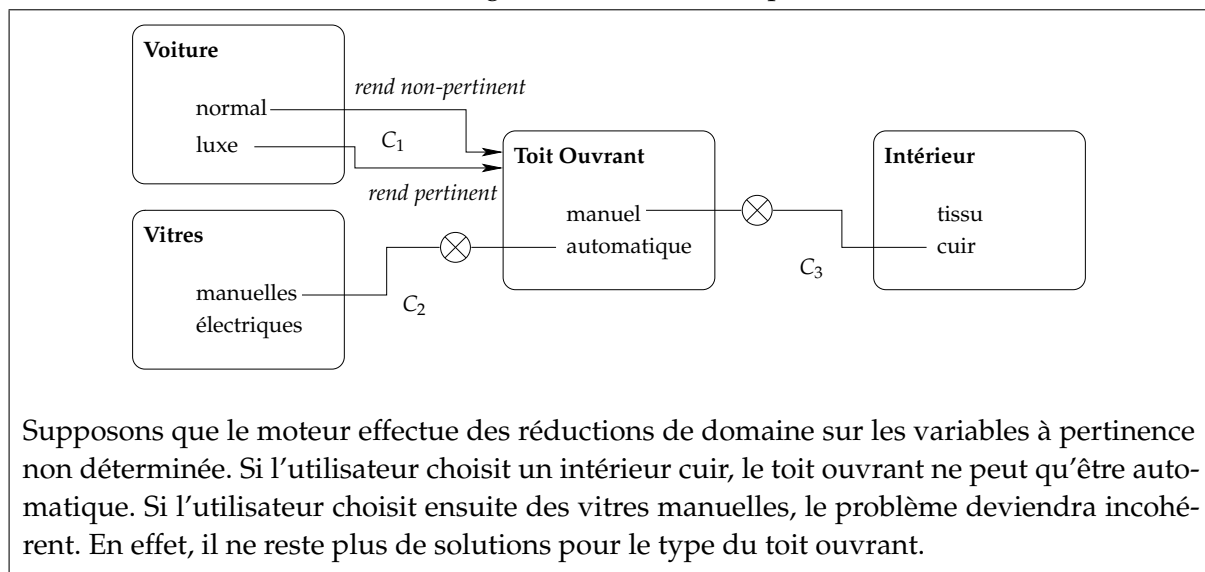 Voiture
normal
luxe
rend non-pertinent
C1
rend pertinent
Toit Ouvrant
manuel
automatique
Intérieur
tissu
cuir
C3
Vitres
manuelles
électriques
C2
Supposons que le moteur effectue des réductions de domaine sur les variables à pertinence
non déterminée. Si l'utilisateur choisit un intérieur cuir, le toit ouvrant ne peut qu'être auto-
matique. Si l'utilisateur choisit ensuite des vitres manuelles, le problème deviendra incohé-
rent. En effet, il ne reste plus de solutions pour le type du toit ouvrant.